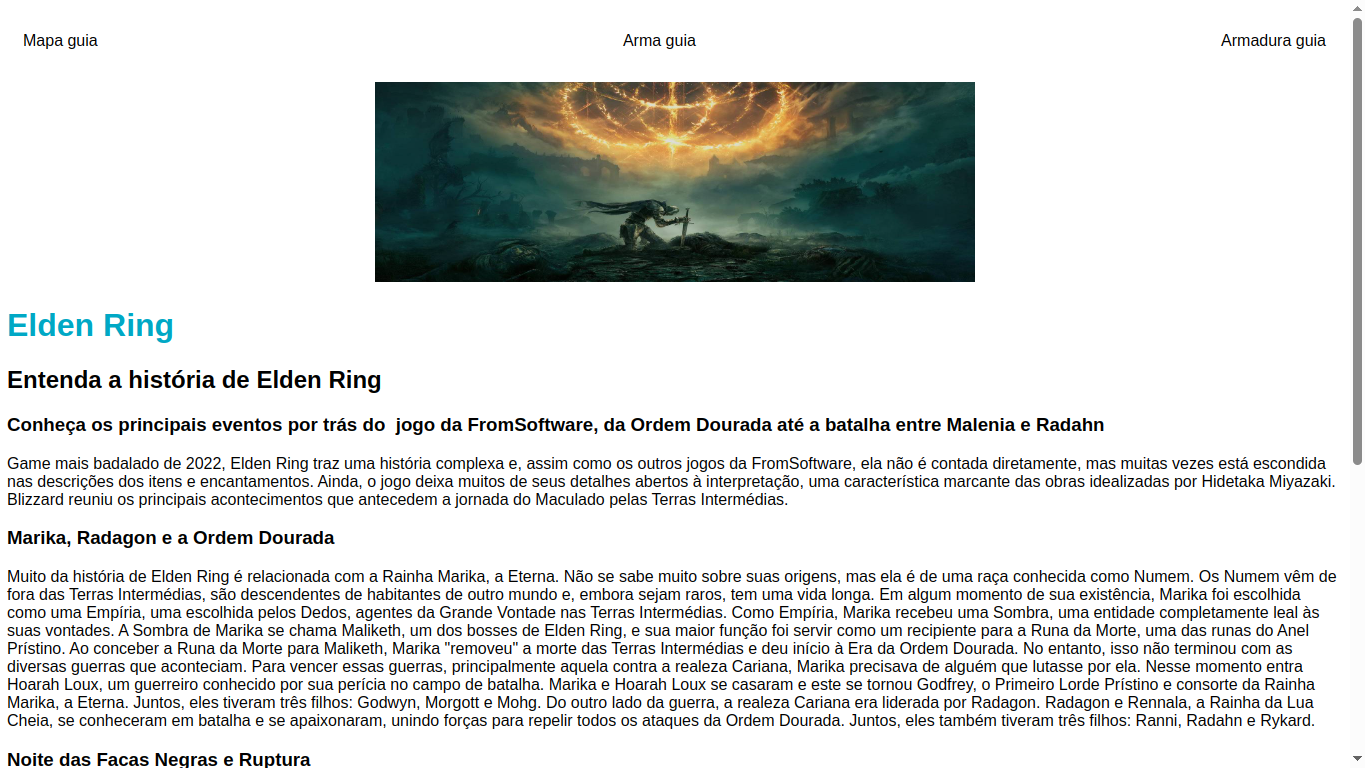 Mapa guia
Arma guia
Armadura guia
Elden Ring
Entenda a história de Elden Ring
Conheça os principais eventos por trás do  jogo da FromSoftware, da Ordem Dourada até a batalha entre Malenia e Radahn
Game mais badalado de 2022, Elden Ring traz uma história complexa e, assim como os outros jogos da FromSoftware, ela não é contada diretamente, mas muitas vezes está escondida
nas descrições dos itens e encantamentos. Ainda, o jogo deixa muitos de seus detalhes abertos à interpretação, uma característica marcante das obras idealizadas por Hidetaka Miyazaki.
Blizzard reuniu os principais acontecimentos que antecedem a jornada do Maculado pelas Terras Intermédias.
Marika, Radagon e a Ordem Dourada
Muito da história de Elden Ring é relacionada com a Rainha Marika, a Eterna. Não se sabe muito sobre suas origens, mas ela é de uma raça conhecida como Numem. Os Numem vêm de
fora das Terras Intermédias, são descendentes de habitantes de outro mundo e, embora sejam raros, tem uma vida longa. Em algum momento de sua existência, Marika foi escolhida
como uma Empíria, uma escolhida pelos Dedos, agentes da Grande Vontade nas Terras Intermédias. Como Empíria, Marika recebeu uma Sombra, uma entidade completamente leal às
suas vontades. A Sombra de Marika se chama Maliketh, um dos bosses de Elden Ring, e sua maior função foi servir como um recipiente para a Runa da Morte, uma das runas do Anel
Prístino. Ao conceber a Runa da Morte para Maliketh, Marika "removeu" a morte das Terras Intermédias e deu início à Era da Ordem Dourada. No entanto, isso não terminou com as
diversas guerras que aconteciam. Para vencer essas guerras, principalmente aquela contra a realeza Cariana, Marika precisava de alguém que lutasse por ela. Nesse momento entra
Hoarah Loux, um guerreiro conhecido por sua perícia no campo de batalha. Marika e Hoarah Loux se casaram e este se tornou Godfrey, o Primeiro Lorde Prístino e consorte da Rainha
Marika, a Eterna. Juntos, eles tiveram três filhos: Godwyn, Morgott e Mohg. Do outro lado da guerra, a realeza Cariana era liderada por Radagon. Radagon e Rennala, a Rainha da Lua
Cheia, se conheceram em batalha e se apaixonaram, unindo forças para repelir todos os ataques da Ordem Dourada. Juntos, eles também tiveram três filhos: Ranni, Radahn e Rykard.
Noite das Facas Negras e Ruptura